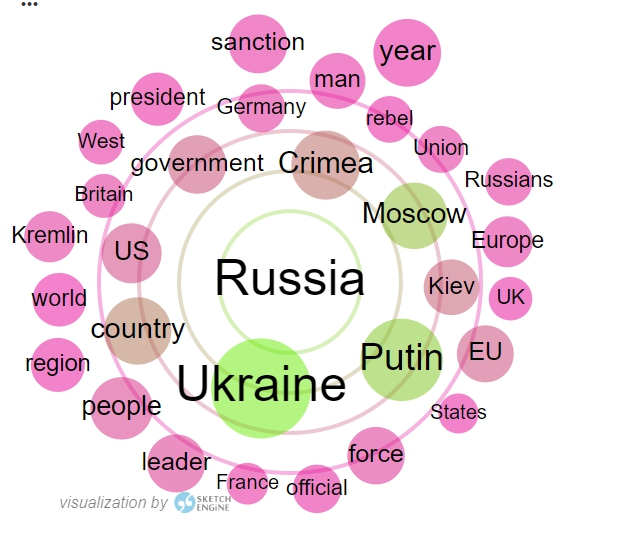 sanction
year
man
president
Germany
rebel
West
Union
government
Crimea
Russians
Britain
Moscow
Kremlin
US
Europe
Russia
Kiev
world
UK
country
Putin
EU
region
Ukraine
people
States
leader
force
France
official
visualization by SKETCH ENGINE